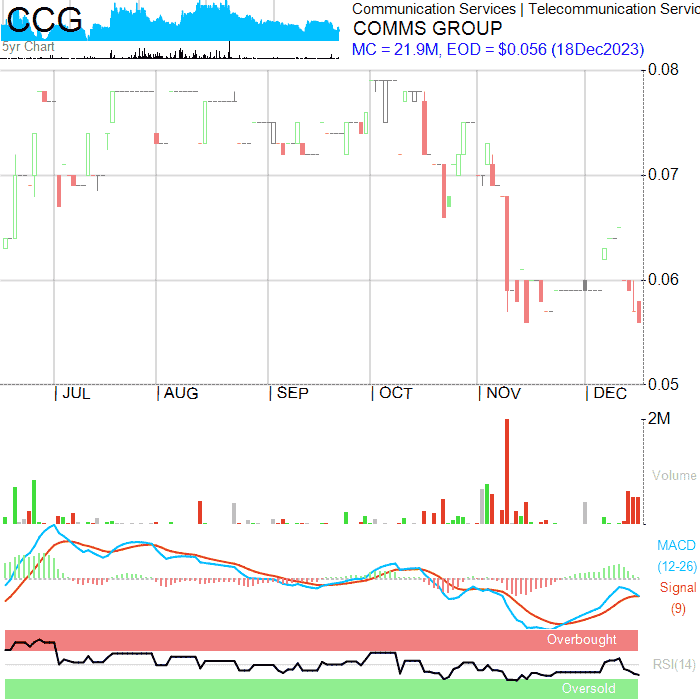 CCG
5yr Chart
Communication Services | Telecommunication Servic
COMMS GROUP
MC = 21.9M, EOD = $0.056 (18Dec2023)
0.08
0.07
0.06
0.05
JUL AUG SEP OCT NOV DEC
2M
Volume
MACD
(12-26)
Signal
(9)
Overbought
RSI(14)
Oversold